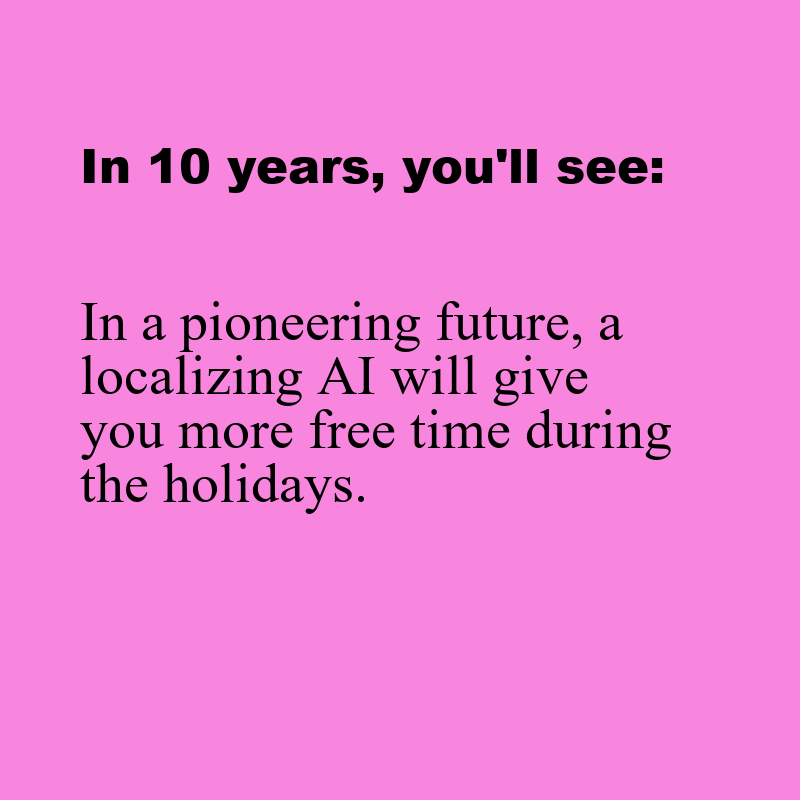 In 10 years, you'll see:
In a pioneering future, a
localizing AI will give
you more free time during
the holidays.